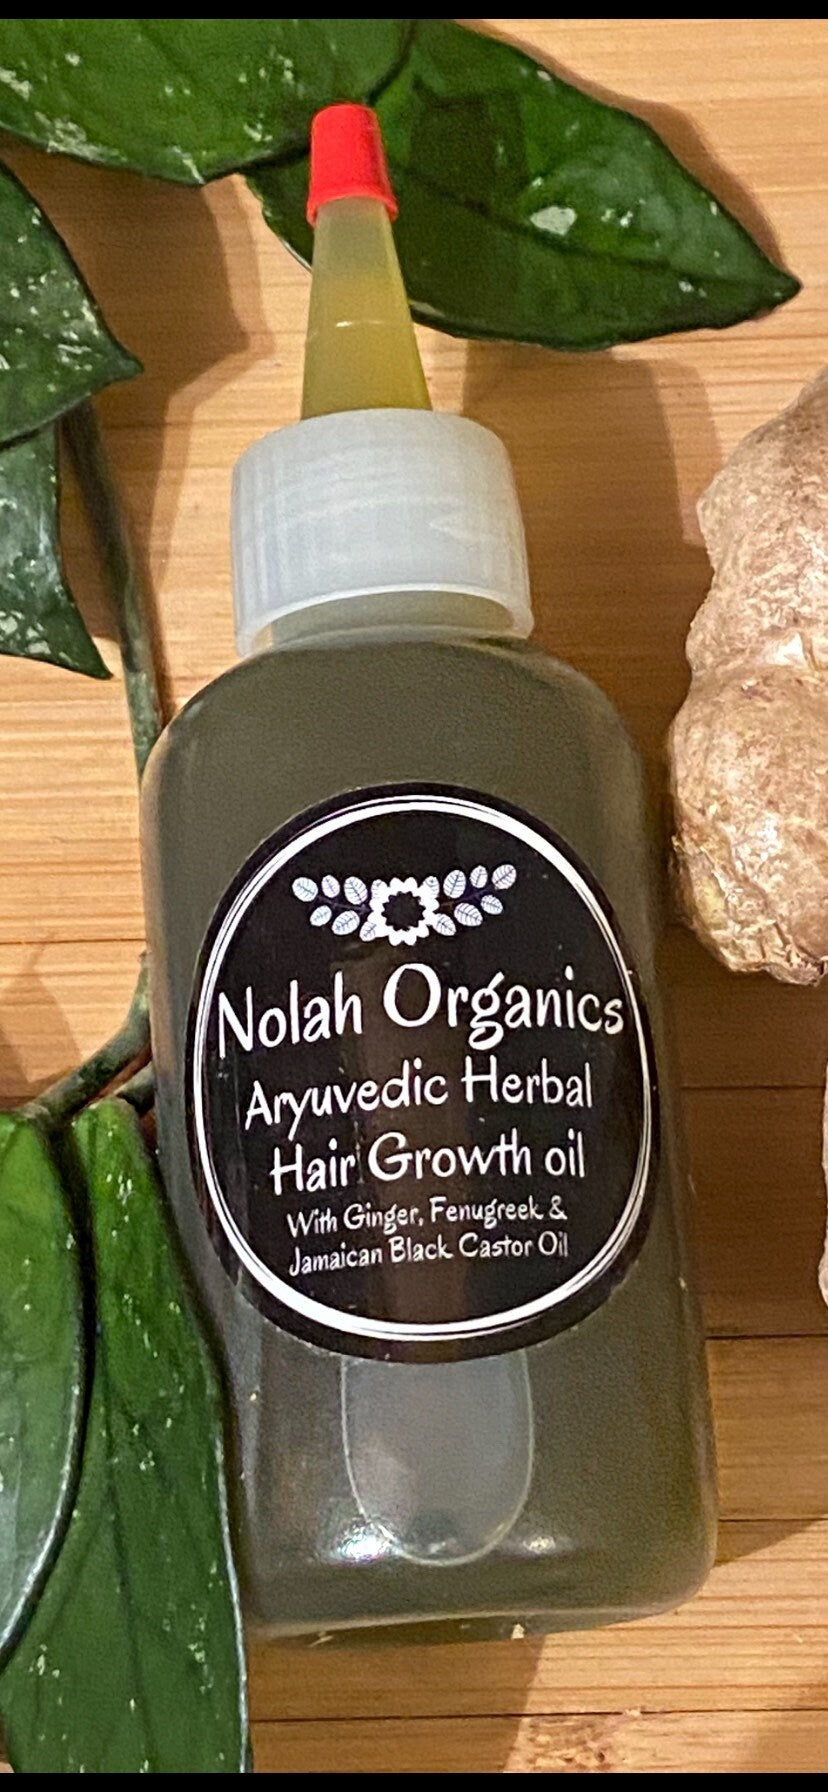 Nolah Organics
Aryuvedic Herbal
Hair Growth oil
With Ginger, Fenugreek &
Jamaican Black Castor Oil